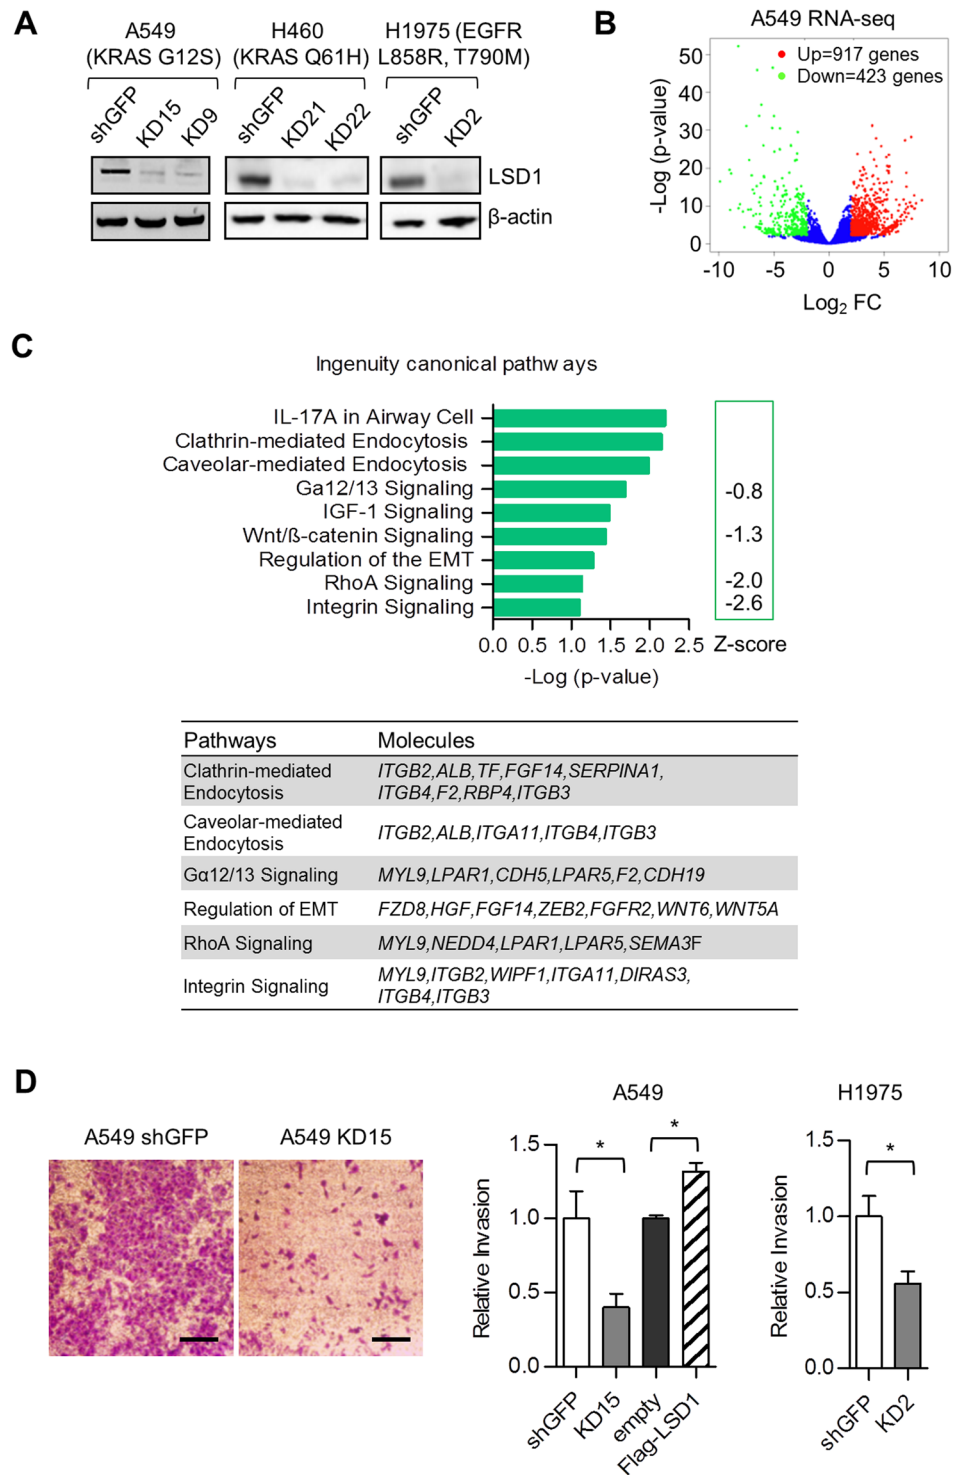 A
A549
(KRAS G12S)
H460
(KRAS Q61H)
H1975 (EGFR
L858R, T790M)
shGFP
KD15
KD9
shGFP
KD21
KD22
shGFP
KD2
LSD1
β-actin
B
A549 RNA-seq
Up=917 genes
Down=423 genes
-Log (p-value)
50
40
30
20
10
0
-10
-5
0
5
10
Log2 FC
C
Ingenuity canonical pathways
IL-17A in Airway Cell
Clathrin-mediated Endocytosis
Caveolar-mediated Endocytosis
Ga12/13 Signaling
IGF-1 Signaling
Wnt/ß-catenin Signaling
Regulation of the EMT
RhoA Signaling
Integrin Signaling
-0.8
-1.3
-2.0
-2.6
0.0 0.5 1.0 1.5 2.0 2.5
Z-score
-Log (p-value)
Pathways Molecules
Clathrin-mediated Endocytosis
ITGB2,ALB,TF,FGF14,SERPINA1,
ITGB4,F2,RBP4,ITGB3
Caveolar-mediated Endocytosis
ITGB2,ALB,ITGA11,ITGB4,ITGB3
Gα12/13 Signaling
MYL9,LPAR1,CDH5,LPAR5,F2,CDH19
Regulation of EMT
FZD8,HGF,FGF14,ZEB2,FGFR2,WNT6,WNT5A
RhoA Signaling
MYL9,NEDD4,LPAR1,LPAR5,SEMA3F
Integrin Signaling
MYL9,ITGB2,WIPF1,ITGA11,DIRAS3,
ITGB4,ITGB3
D
A549 shGFP
A549 KD15
A549
Relative Invasion
1.5
1.0
0.5
0.0
*
*
shGFP
KD15
empty
Flag-LSD1
H1975
Relative Invasion
1.5
1.0
0.5
0.0
*
shGFP
KD2